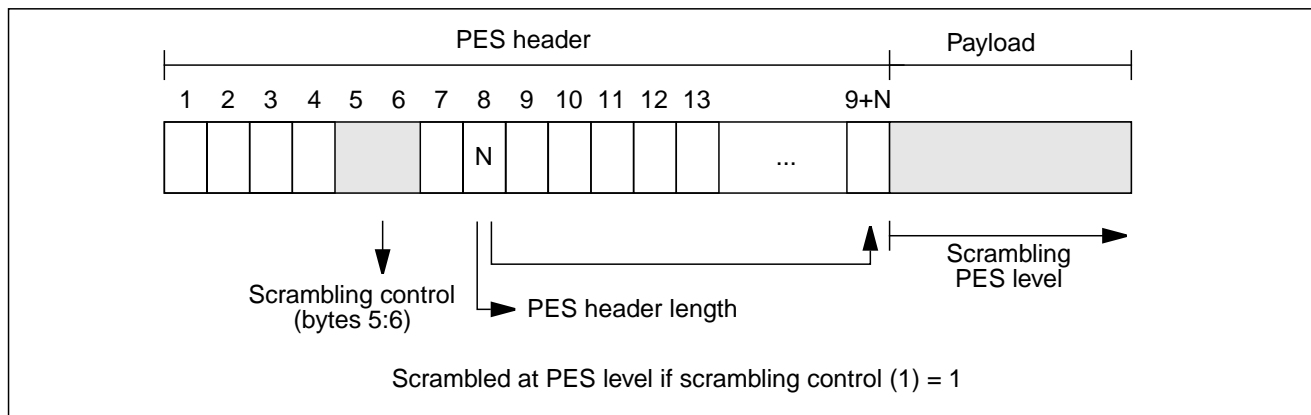 PES header Payload
1 2 3 4 5 6 7 8 9 10 11 12 13 9+N
N ...
Scrambling
PES level
Scrambling control
(bytes 5:6)
PES header length
Scrambled at PES level if scrambling control (1) = 1